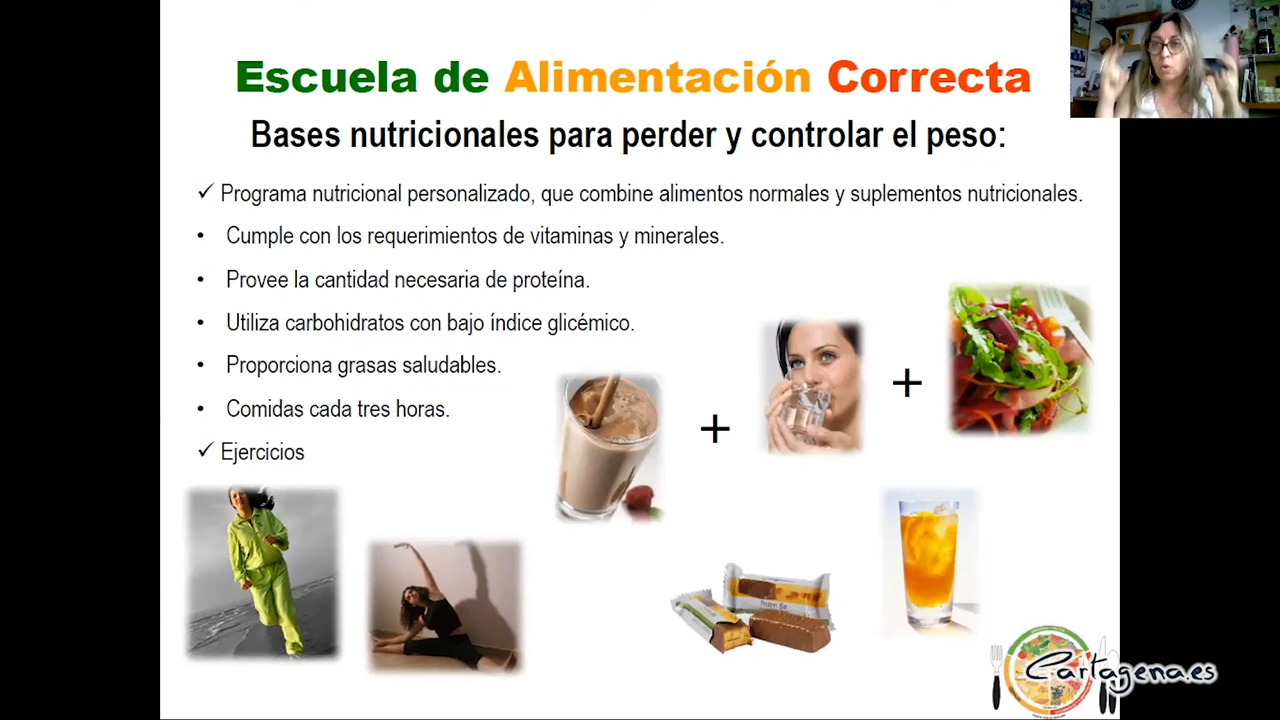 Escuela de Alimentación Correcta
Bases nutricionales para perder y controlar el peso:
✓ Programa nutricional personalizado, que combine alimentos normales y suplementos nutricionales.
• Cumple con los requerimientos de vitaminas y minerales.
• Provee la cantidad necesaria de proteína.
• Utiliza carbohidratos con bajo índice glicémico.
• Proporciona grasas saludables.
• Comidas cada tres horas.
✓ Ejercicios
+
+
Protein Bar
Cartagena.es